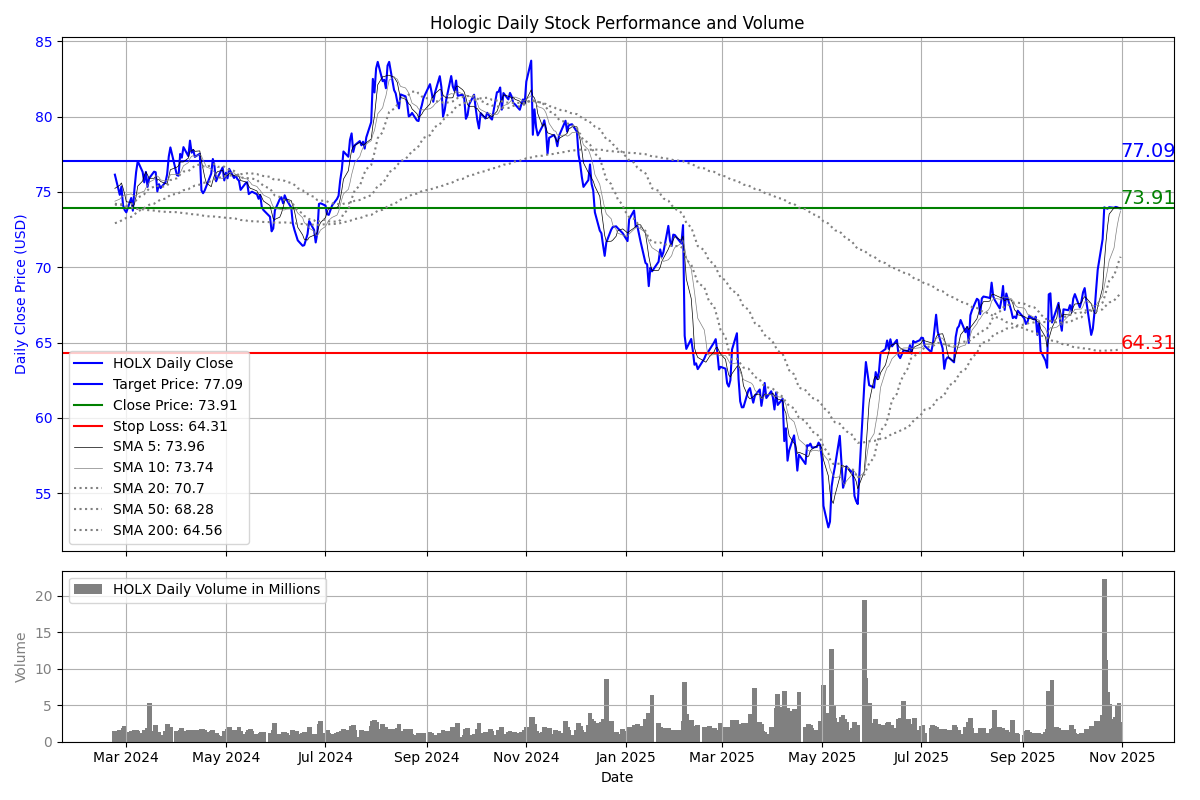 Hologic Daily Stock Performance and Volume
85
80
75
70
65
60
55
Daily Close Price (USD)
77.09
73.91
64.31
HOLX Daily Close
Target Price: 77.09
Close Price: 73.91
Stop Loss: 64.31
SMA 5: 73.96
SMA 10: 73.74
SMA 20: 70.7
SMA 50: 68.28
SMA 200: 64.56
HOLX Daily Volume in Millions
20
15
10
5
0
Volume
Mar 2024 May 2024 Jul 2024 Sep 2024 Nov 2024 Jan 2025 Mar 2025 May 2025 Jul 2025 Sep 2025 Nov 2025
Date